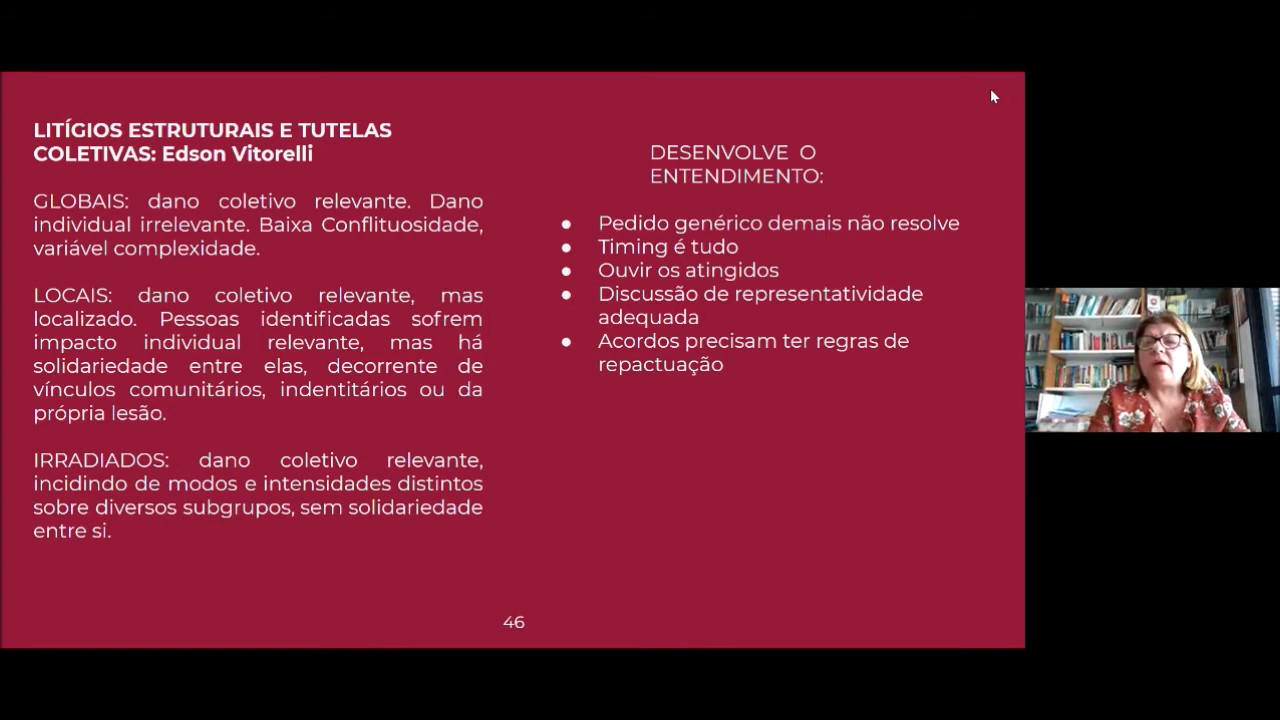 LITÍGIOS ESTRUTURAIS E TUTELAS
COLETIVAS: Edson Vitorelli
GLOBAIS: dano coletivo relevante. Dano
individual irrelevante. Baixa Conflituosidade,
variável complexidade.
LOCAIS: dano coletivo relevante, mas
localizado. Pessoas identificadas sofrem
impacto individual relevante, mas há
solidariedade entre elas, decorrente de
vínculos comunitários, indentitários ou da
própria lesão.
IRRADIADOS: dano coletivo relevante,
incidindo de modos e intensidades distintos
sobre diversos subgrupos, sem solidariedade
entre si.
DESENVOLVE O
ENTENDIMENTO:
● Pedido genérico demais não resolve
● Timing é tudo
● Ouvir os atingidos
● Discussão de representatividade
adequada
● Acordos precisam ter regras de
repactuação
46